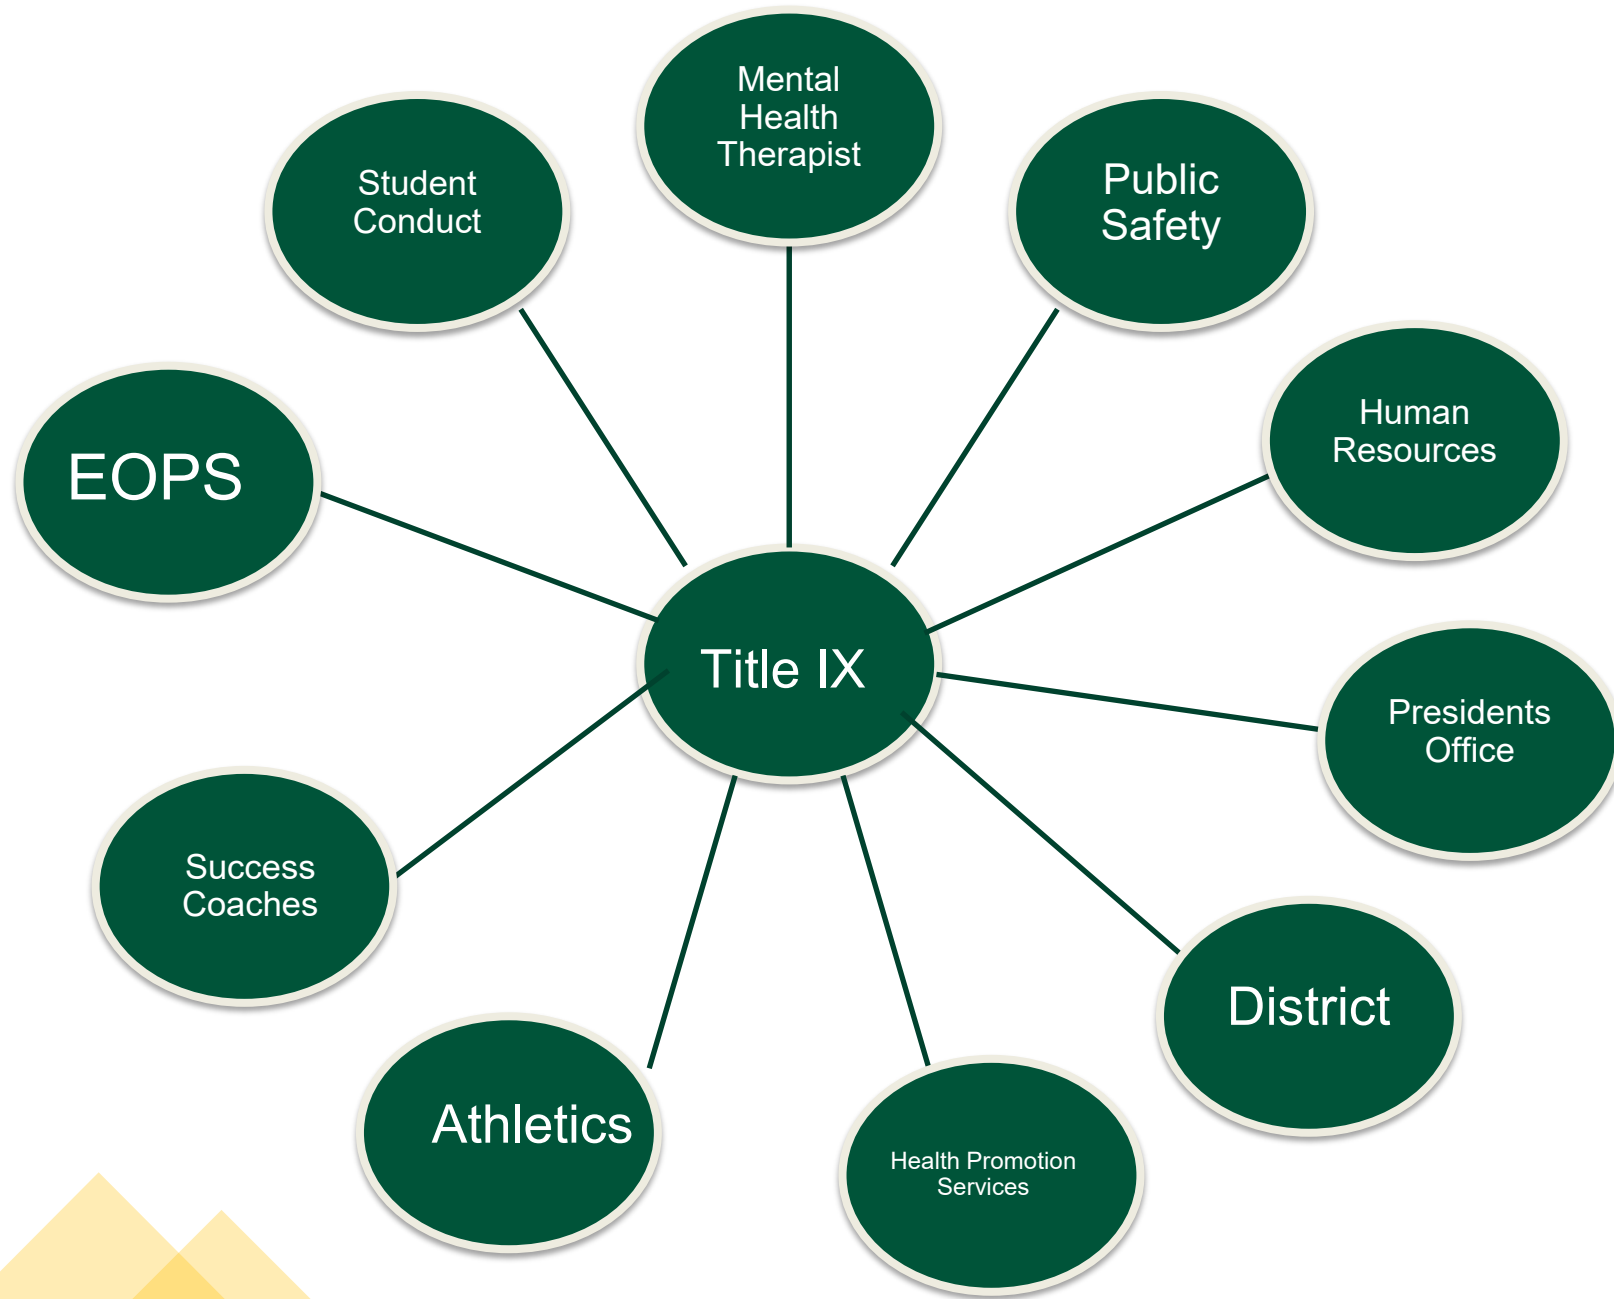 Mental
Health
Therapist
Student
Conduct
Public
Safety
Human
Resources
EOPS
Title IX
Presidents
Office
Success
Coaches
District
Athletics
Health Promotion
Services